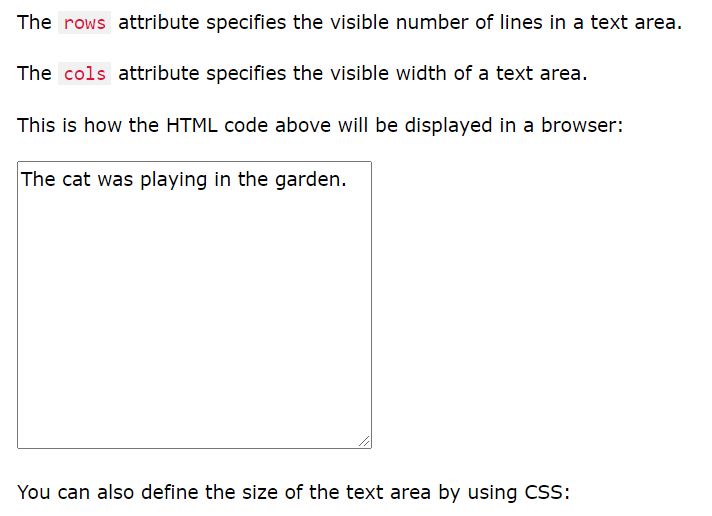 The rows attribute specifies the visible number of lines in a text area.
The cols attribute specifies the visible width of a text area.
This is how the HTML code above will be displayed in a browser:
The cat was playing in the garden.
You can also define the size of the text area by using CSS: